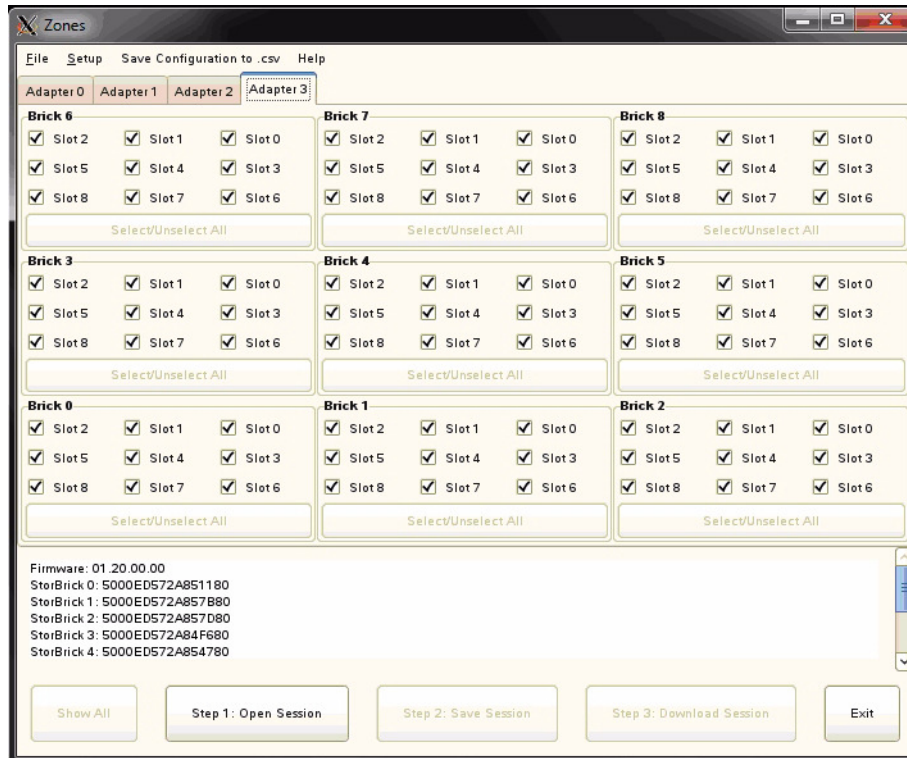 Zones
File Setup Save Configuration to .csv Help
Adapter 0 Adapter 1 Adapter 2 Adapter 3
Brick 6 Brick 7 Brick 8
Slot 2 Slot 1 Slot 0 Slot 2 Slot 1 Slot 0 Slot 2 Slot 1 Slot 0
Slot 5 Slot 4 Slot 3 Slot 5 Slot 4 Slot 3 Slot 5 Slot 4 Slot 3
Slot 8 Slot 7 Slot 6 Slot 8 Slot 7 Slot 6 Slot 8 Slot 7 Slot 6
Select/Unselect All Select/Unselect All Select/Unselect All
Brick 3 Brick 4 Brick 5
Slot 2 Slot 1 Slot 0 Slot 2 Slot 1 Slot 0 Slot 2 Slot 1 Slot 0
Slot 5 Slot 4 Slot 3 Slot 5 Slot 4 Slot 3 Slot 5 Slot 4 Slot 3
Slot 8 Slot 7 Slot 6 Slot 8 Slot 7 Slot 6 Slot 8 Slot 7 Slot 6
Select/Unselect All Select/Unselect All Select/Unselect All
Brick 0 Brick 1 Brick 2
Slot 2 Slot 1 Slot 0 Slot 2 Slot 1 Slot 0 Slot 2 Slot 1 Slot 0
Slot 5 Slot 4 Slot 3 Slot 5 Slot 4 Slot 3 Slot 5 Slot 4 Slot 3
Slot 8 Slot 7 Slot 6 Slot 8 Slot 7 Slot 6 Slot 8 Slot 7 Slot 6
Select/Unselect All Select/Unselect All Select/Unselect All
Firmware: 01.20.00.00
StorBrick 0: 5000ED572A851180
StorBrick 1: 5000ED572A857B80
StorBrick 2: 5000ED572A857D80
StorBrick 3: 5000ED572A84F680
StorBrick 4: 5000ED572A854780
Show All Step 1: Open Session Step 2: Save Session Step 3: Download Session Exit